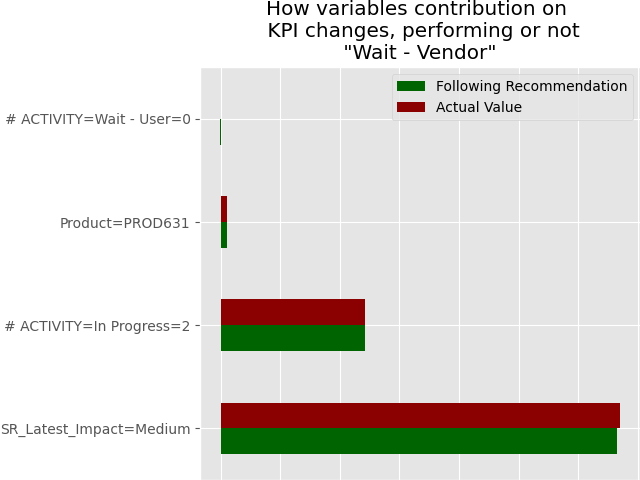 How variables contribution on
KPI changes, performing or not
"Wait - Vendor"
Following Recommendation
Actual Value
# ACTIVITY=Wait - User=0
Product=PROD631
# ACTIVITY=In Progress=2
SR_Latest_Impact=Medium